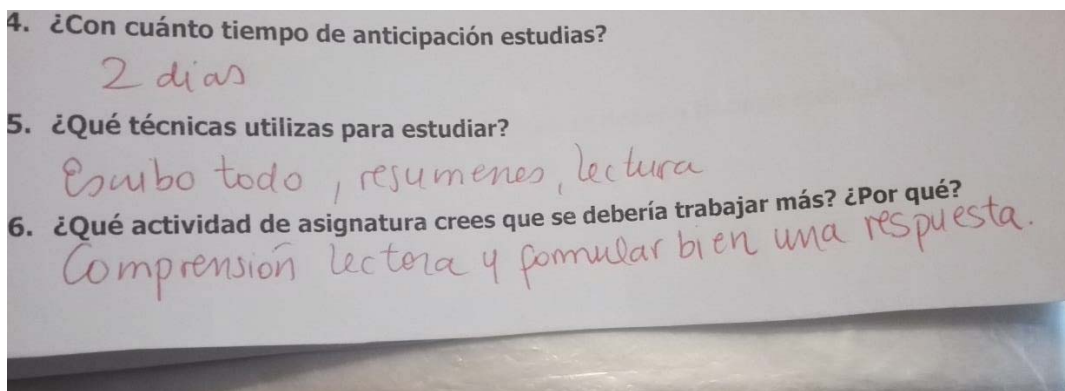 4. ¿Con cuánto tiempo de anticipación estudias?
2 dias
5. ¿Qué técnicas utilizas para estudiar?
Escribo todo, resumenes, lectura
6. ¿Qué actividad de asignatura crees que se debería trabajar más? ¿Por qué?
Comprensión lectora y formular bien una respuesta.